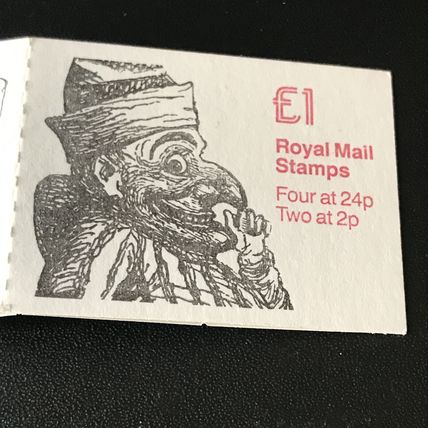 £1
Royal Mail
Stamps
Four at 24p
Two at 2p